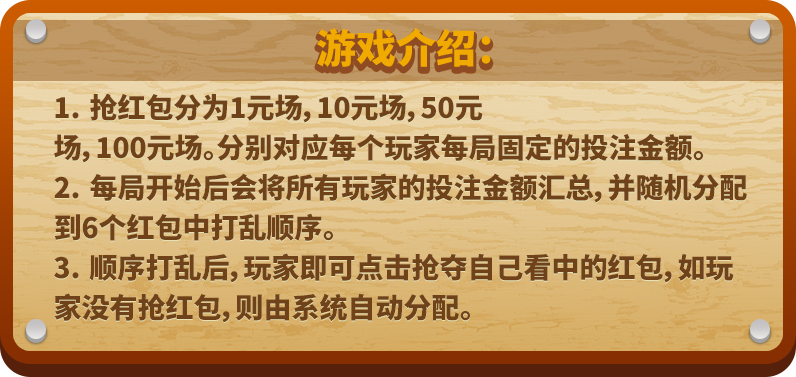 游戏介绍：
1. 抢红包分为1元场，10元场，50元
场，100元场。分别对应每个玩家每局固定的投注金额。
2. 每局开始后会将所有玩家的投注金额汇总，并随机分配
到6个红包中打乱顺序。
3. 顺序打乱后，玩家即可点击抢夺自己看中的红包，如玩
家没有抢红包，则由系统自动分配。